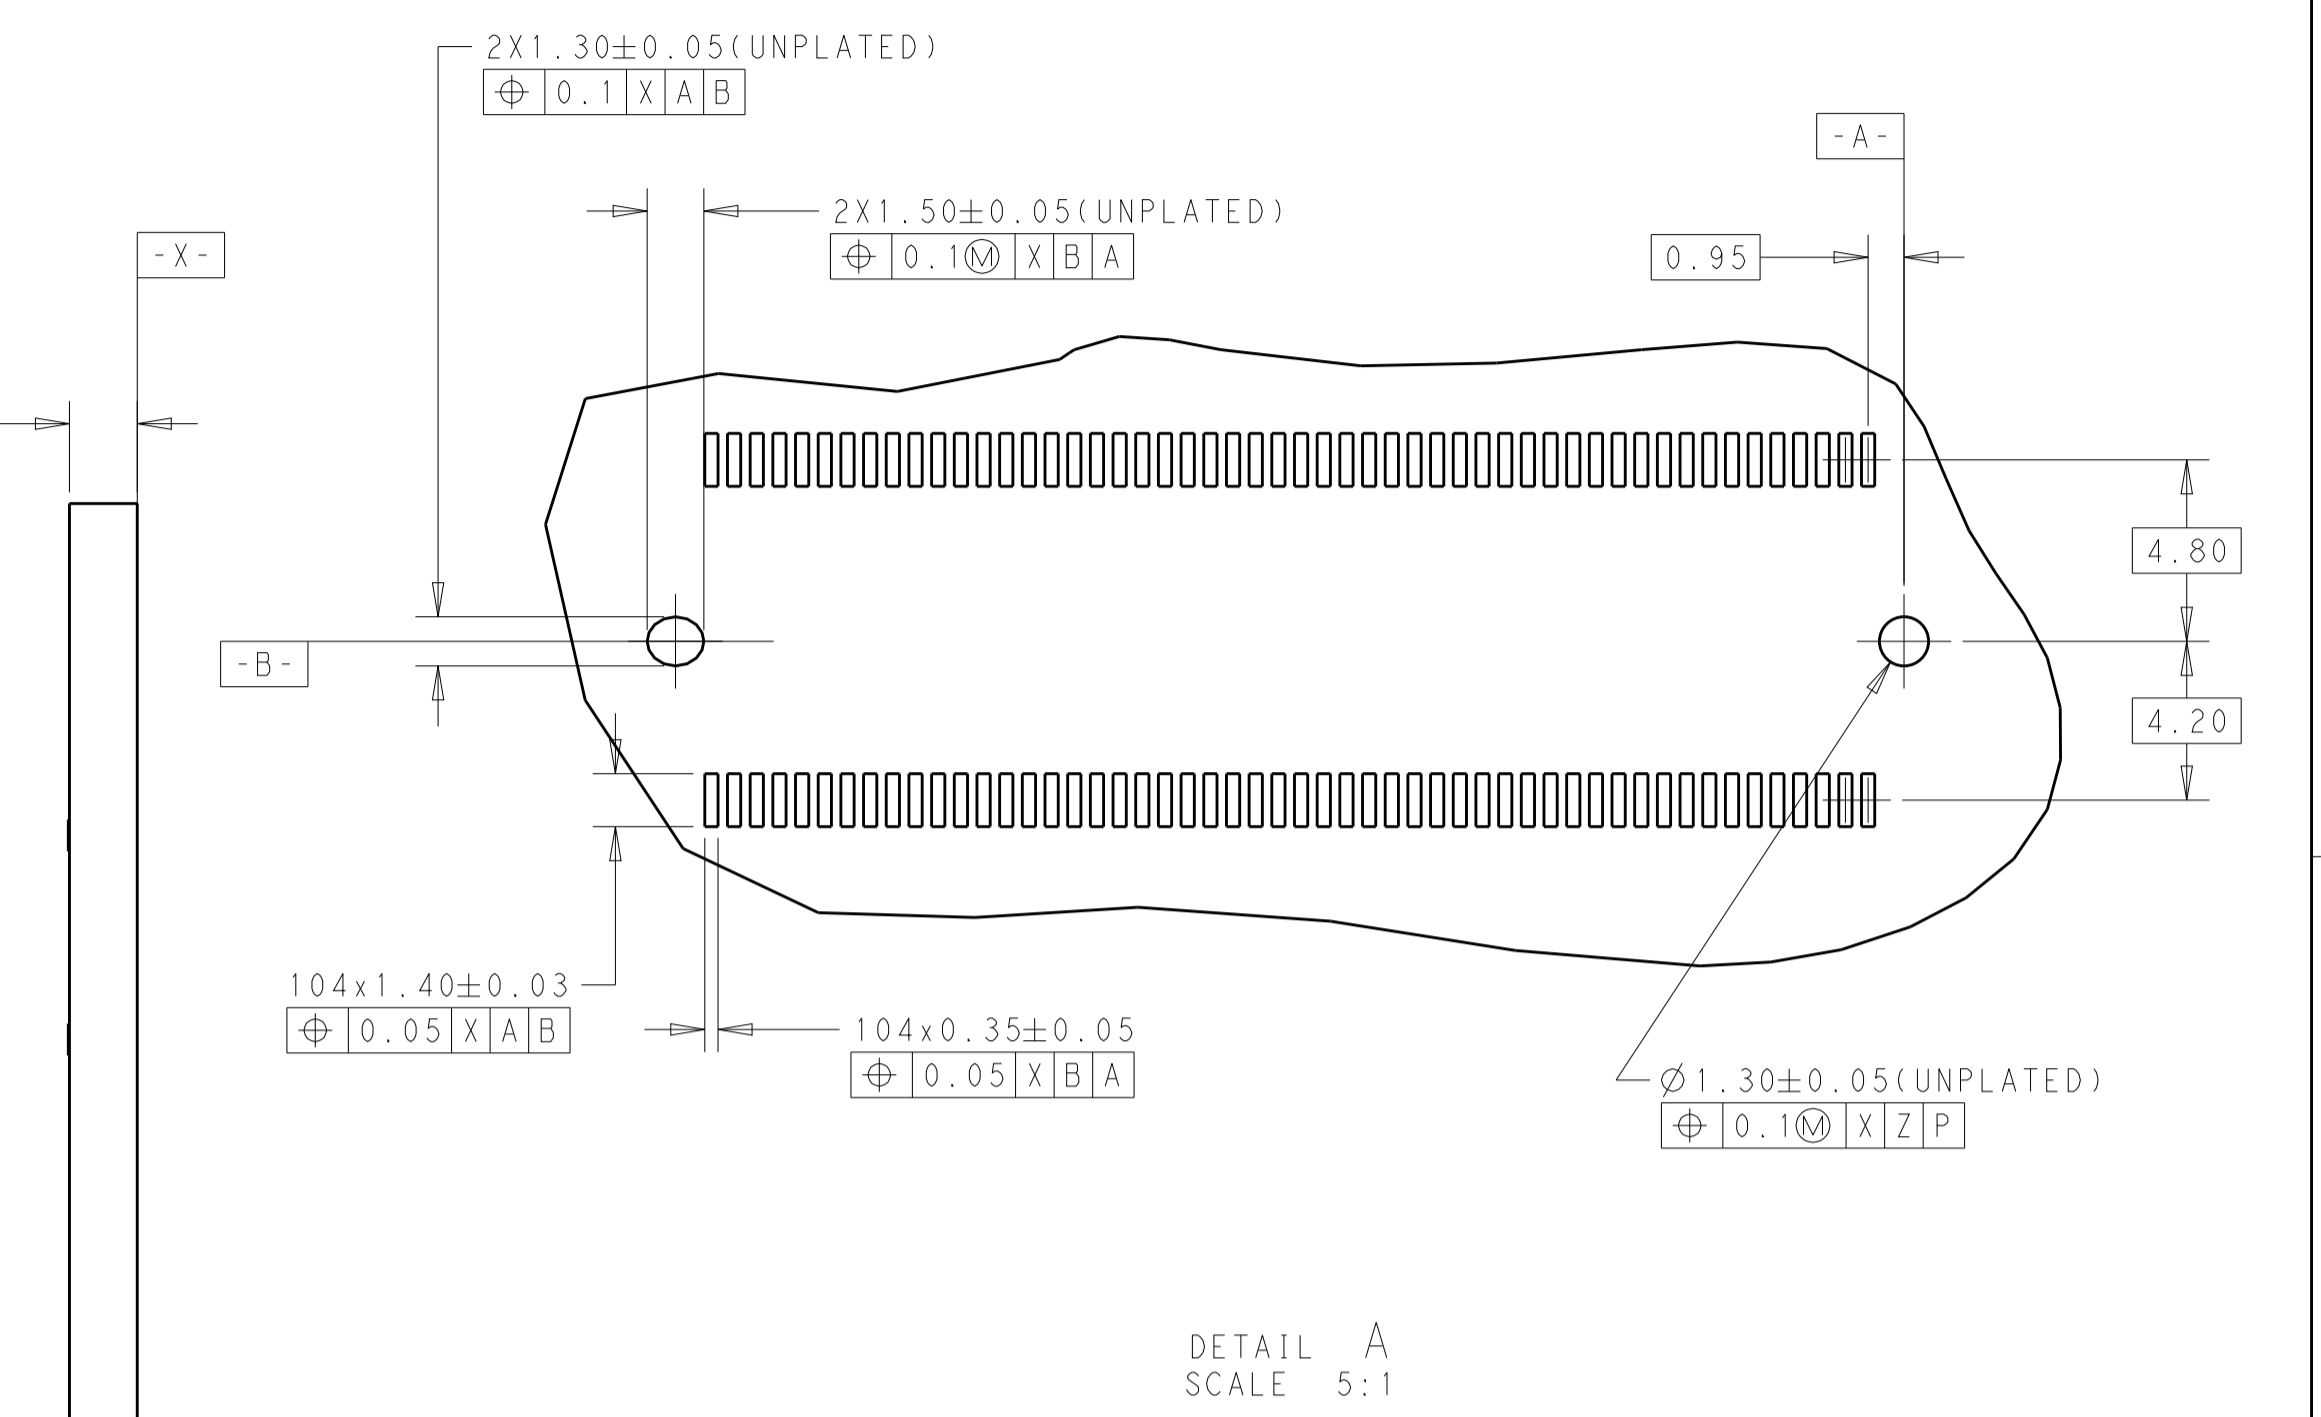 2X1.30±0.05(UNPLATED)
⌖ 0.1 X A B
-A-
2X1.50±0.05(UNPLATED)
⌖ 0.1Ⓜ X B A
-X-
0.95
4.80
-B-
4.20
104x1.40±0.03
⌖ 0.05 X A B
104x0.35±0.05
⌖ 0.05 X B A
Ø1.30±0.05(UNPLATED)
⌖ 0.1Ⓜ X Z P
DETAIL A
SCALE 5:1